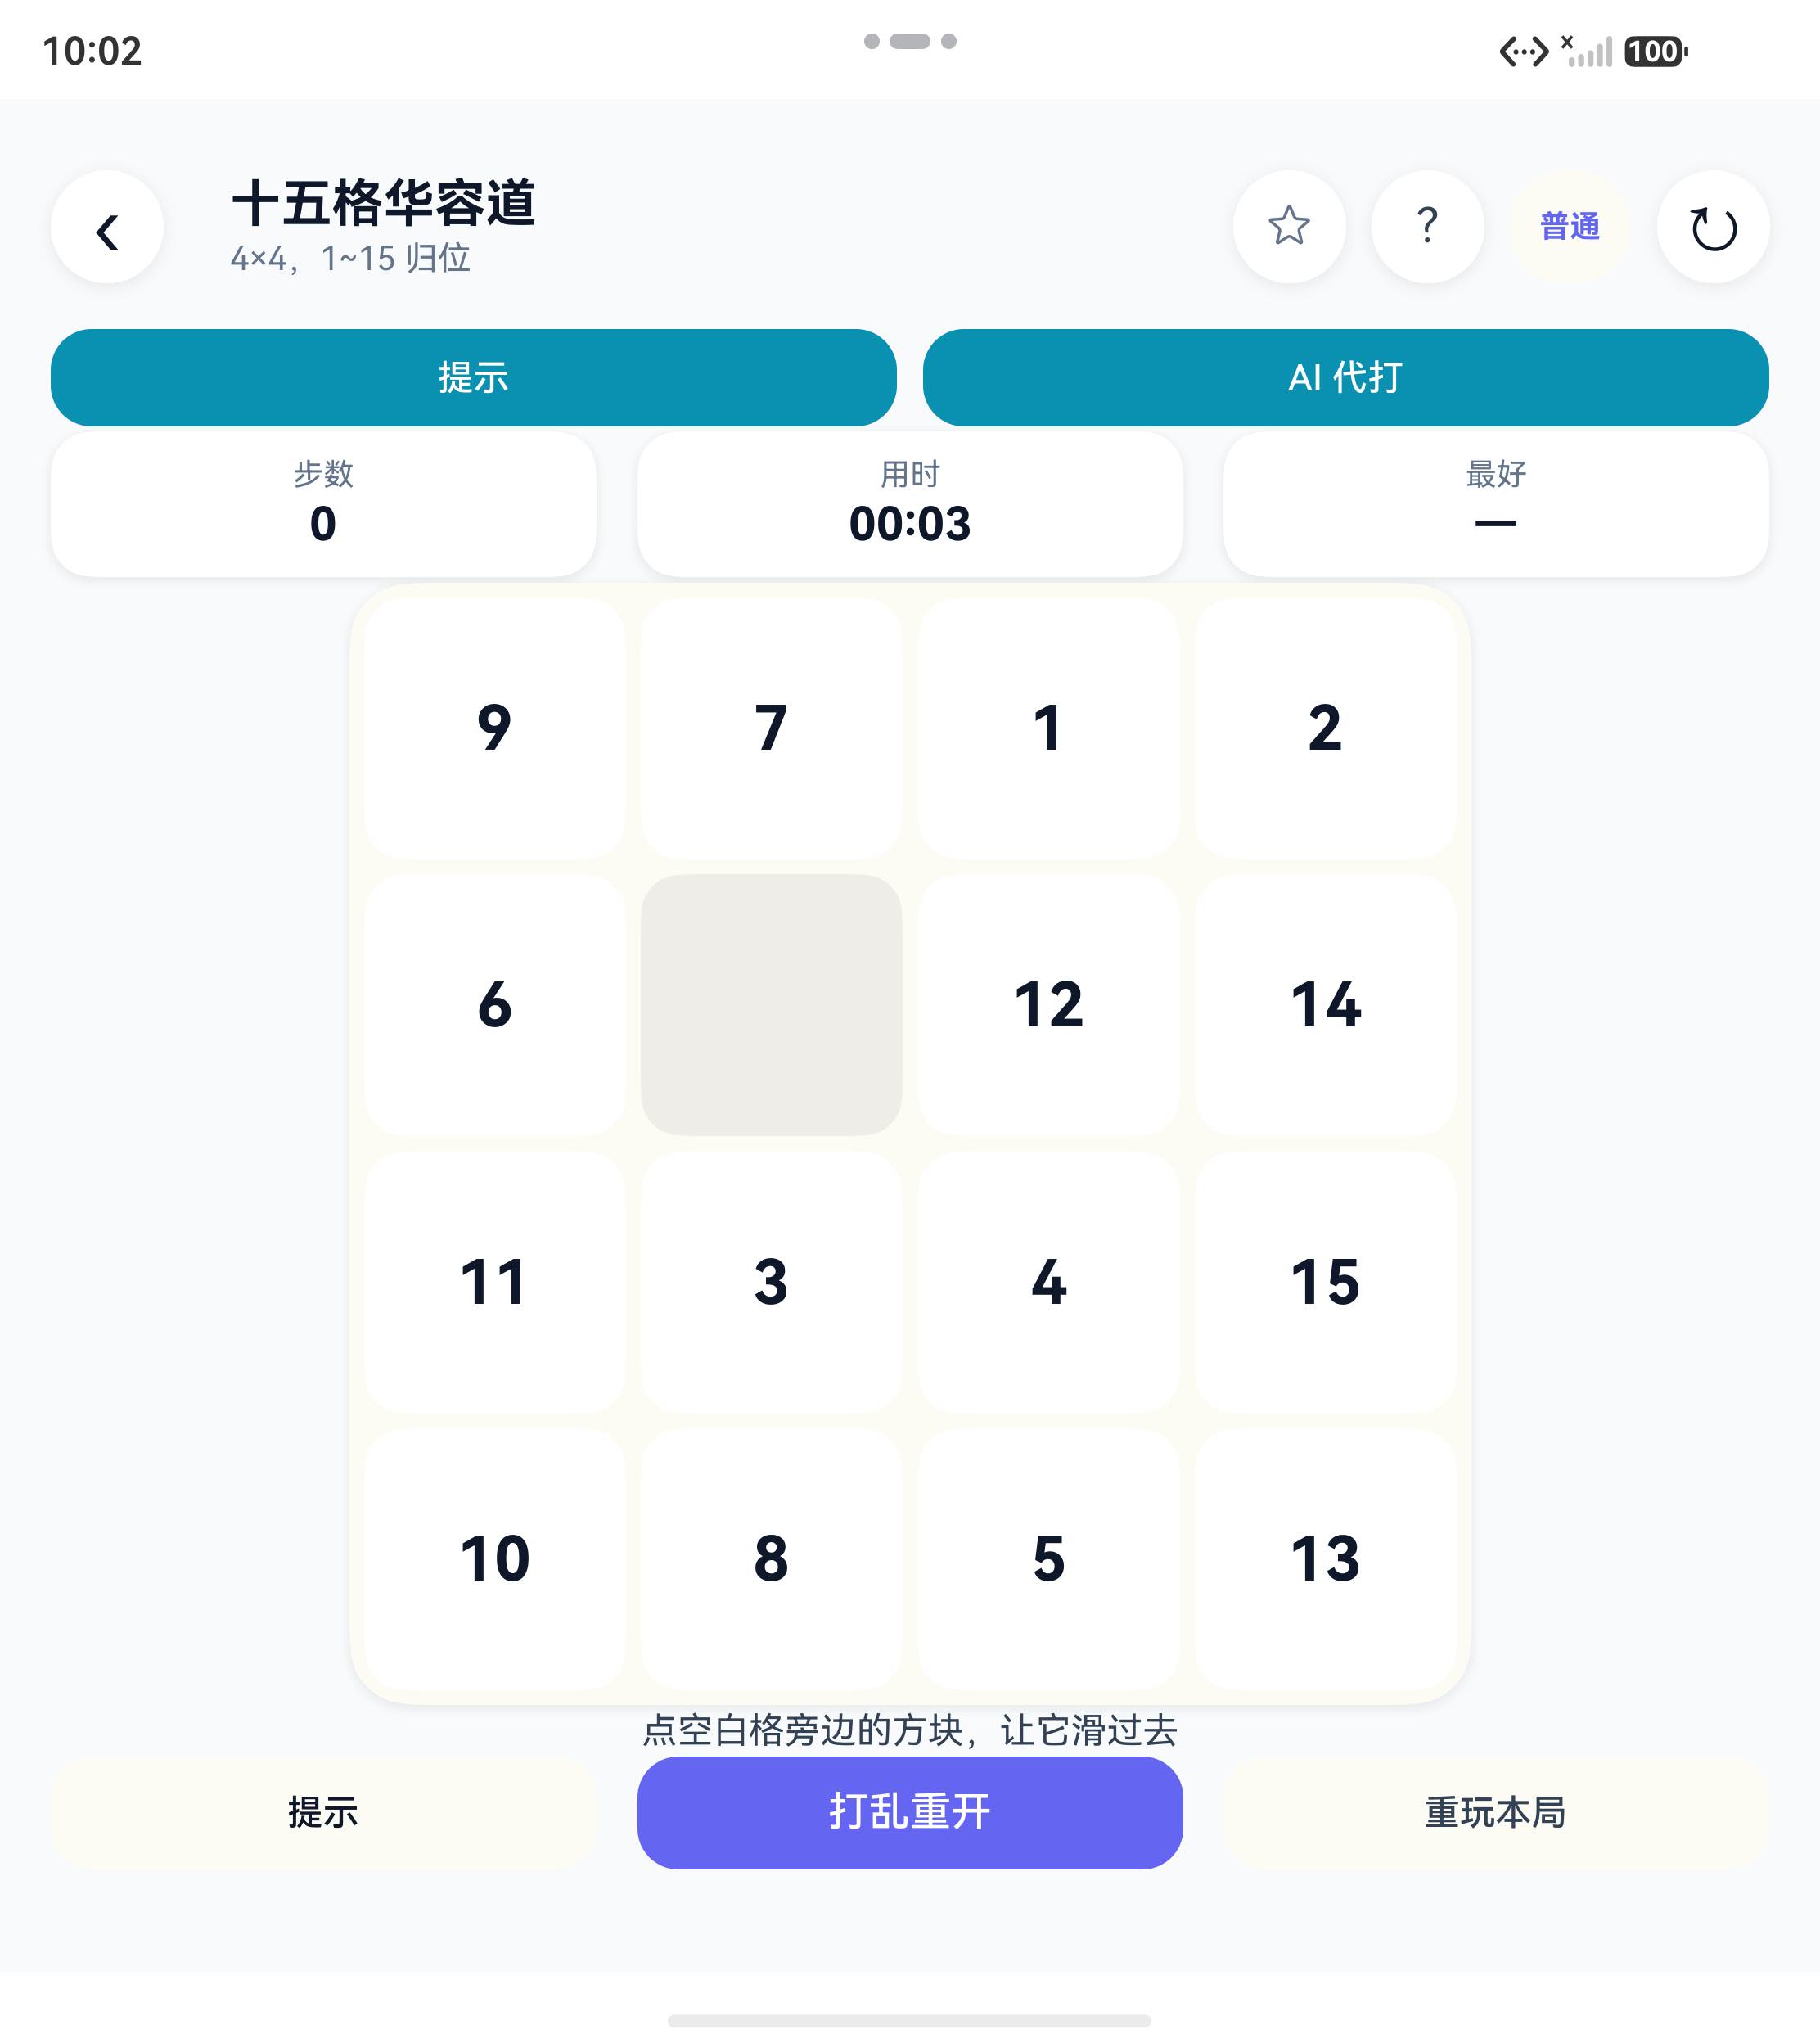 10:02
100
十五格华容道
4×4，1~15 归位
?
普通
提示
AI 代打
步数
0
用时
00:03
最好
—
9 7 1 2
6 12 14
11 3 4 15
10 8 5 13
点空白格旁边的方块，让它滑过去
提示
打乱重开
重玩本局